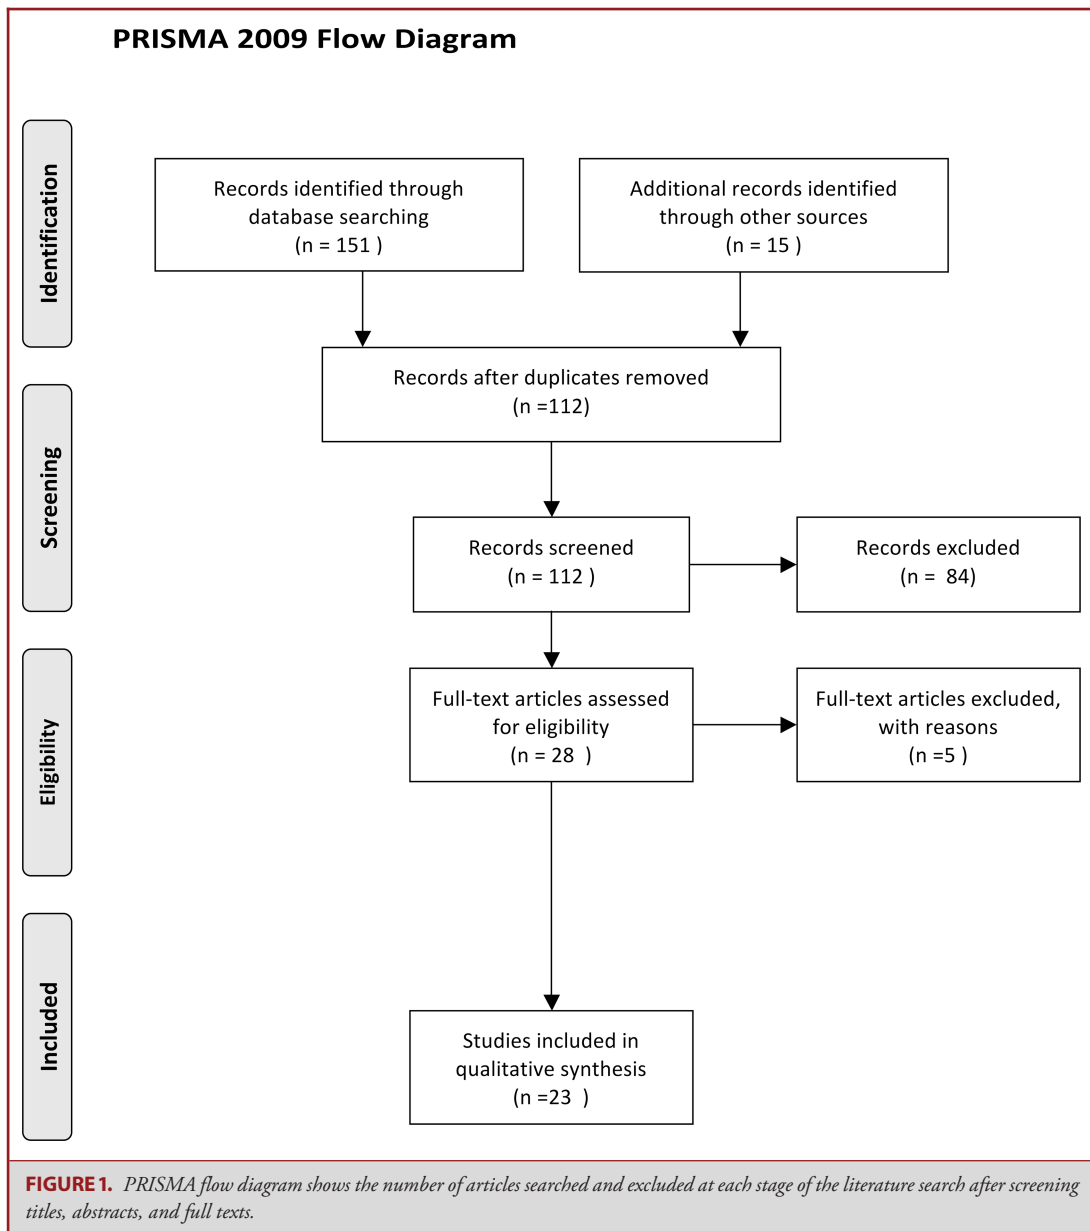 PRISMA 2009 Flow Diagram
Identification
Records identified through
database searching
(n = 151 )
Additional records identified
through other sources
(n = 15 )
Records after duplicates removed
(n =112)
Screening
Records screened
(n = 112 )
Records excluded
(n =  84)
Eligibility
Full-text articles assessed
for eligibility
(n = 28  )
Full-text articles excluded,
with reasons
(n =5 )
Included
Studies included in
qualitative synthesis
(n =23  )
FIGURE 1. PRISMA flow diagram shows the number of articles searched and excluded at each stage of the literature search after screening
titles, abstracts, and full texts.